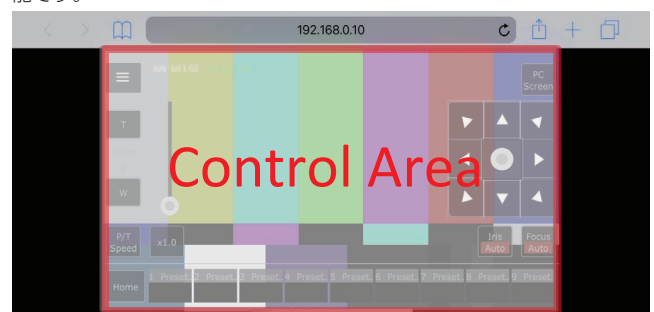 能です。
192.168.0.10
PC
Screen
T
Control Area
W
P/T
Speed
x1.0
Iris
Auto
Focus
Auto
Home
1 Preset. 2 Preset. 3 Preset. 4 Preset. 5 Preset. 6 Preset. 7 Preset. 8 Preset. 9 Preset.